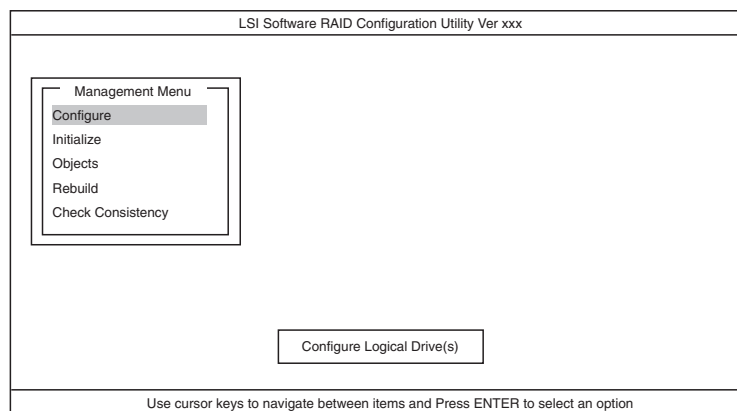 LSI Software RAID Configuration Utility Ver xxx
Management Menu
Configure
Initialize
Objects
Rebuild
Check Consistency
Configure Logical Drive(s)
Use cursor keys to navigate between items and Press ENTER to select an option